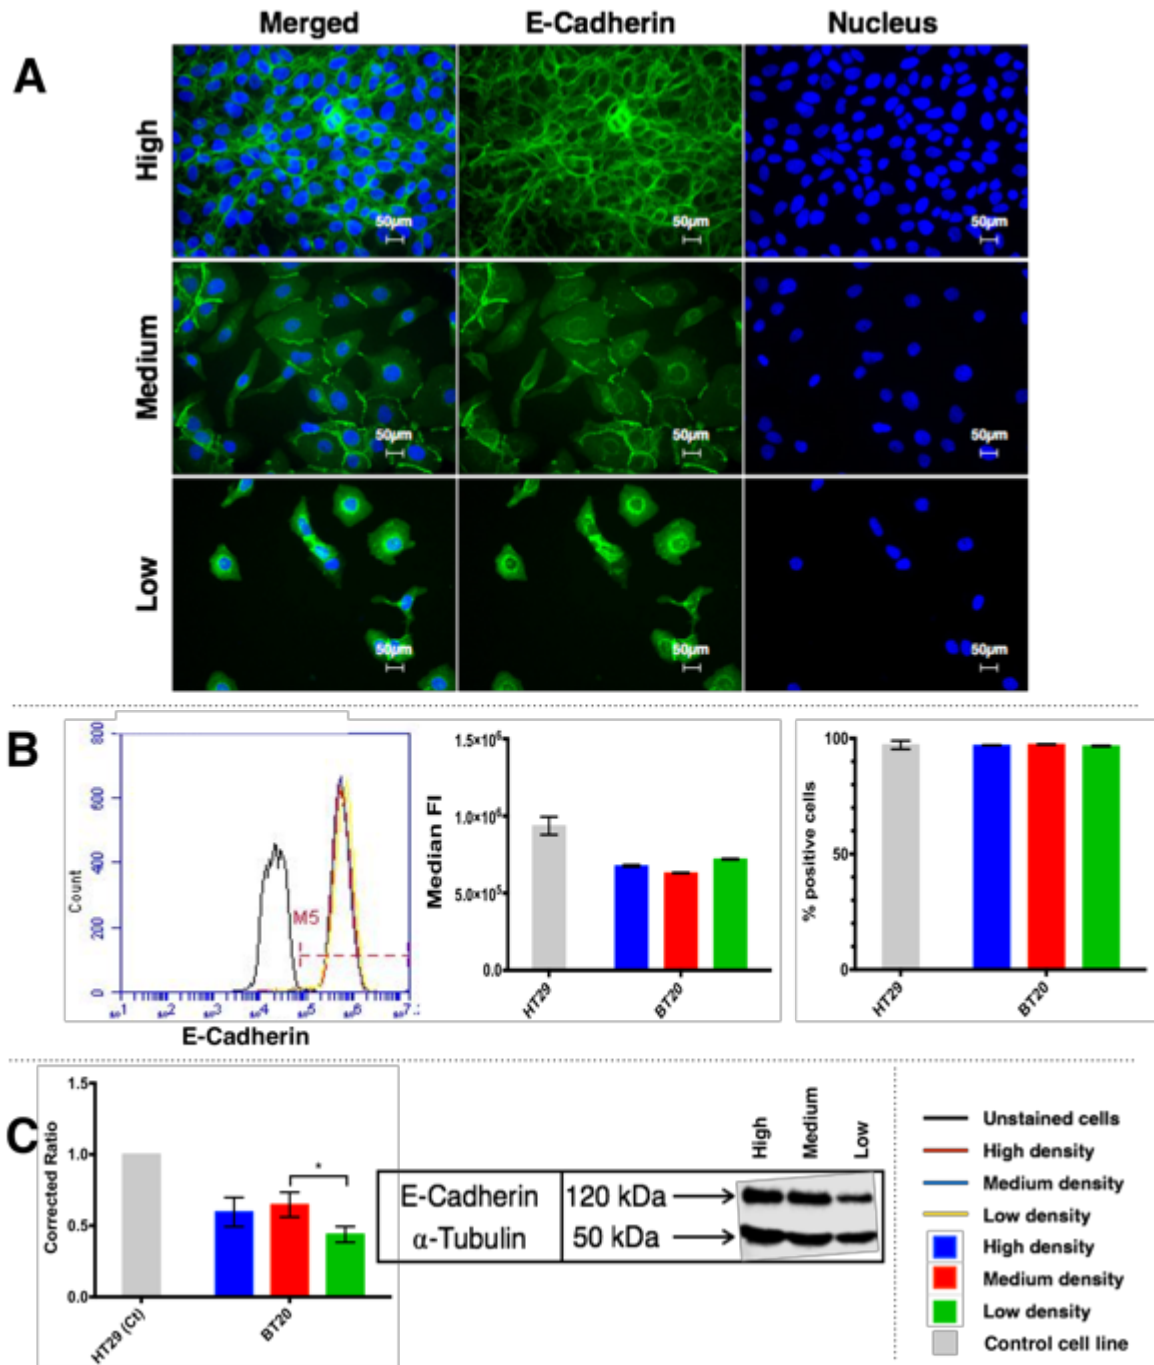 Merged E-Cadherin Nucleus
A
High
50µm 50µm 50µm
Medium
50µm 50µm 50µm
Low
50µm 50µm 50µm
B
800
600
400
200
0
Count
M5
E-Cadherin
Median FI
1.5×10⁶
1.0×10⁶
5.0×10⁵
0.0
HT29 BT20
% positive cells
100
50
0
HT29 BT20
C
Corrected Ratio
1.5
1.0
0.5
0.0
*
HT29 (Ct) BT20
High Medium Low
E-Cadherin 120 kDa
α-Tubulin 50 kDa
Unstained cells
High density
Medium density
Low density
High density
Medium density
Low density
Control cell line